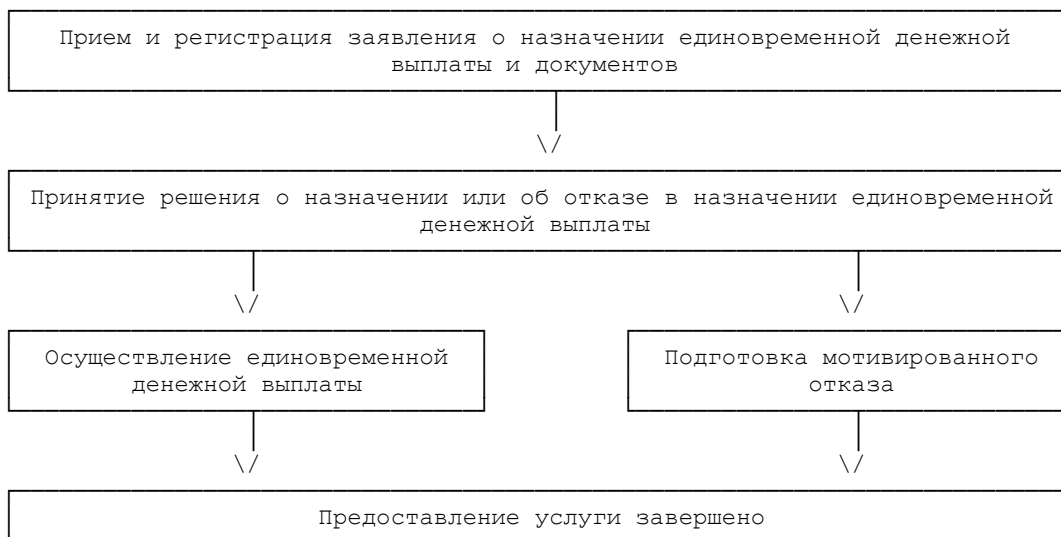 Прием и регистрация заявления о назначении единовременной денежной
выплаты и документов
Принятие решения о назначении или об отказе в назначении единовременной
денежной выплаты
Осуществление единовременной
денежной выплаты
Подготовка мотивированного
отказа
Предоставление услуги завершено